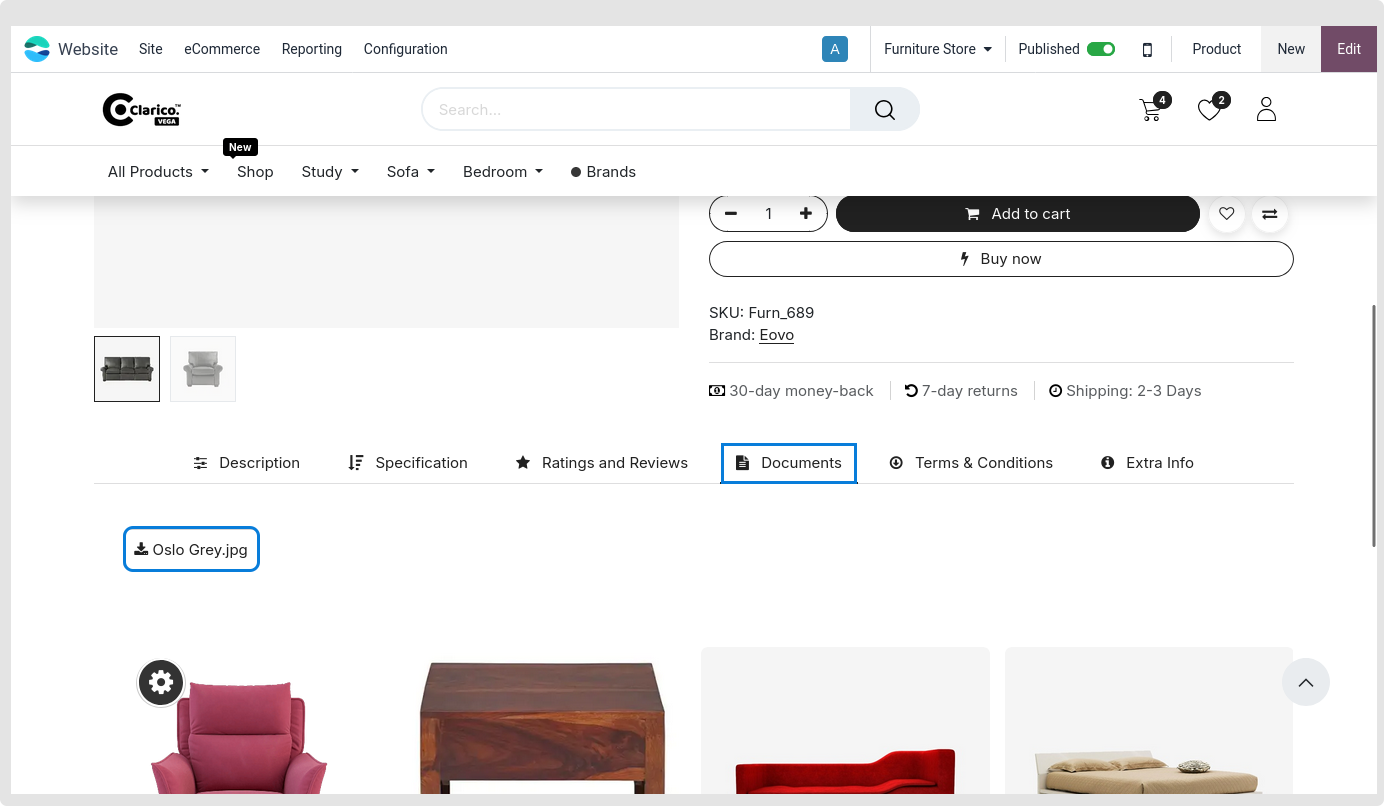 Website Site eCommerce Reporting Configuration A Furniture Store Published Product New Edit
Clarico.™ VEGA Search... 4 2
New
All Products Shop Study Sofa Bedroom Brands
1 Add to cart
Buy now
SKU: Furn_689
Brand: Eovo
30-day money-back 7-day returns Shipping: 2-3 Days
Description Specification Ratings and Reviews Documents Terms & Conditions Extra Info
Oslo Grey.jpg